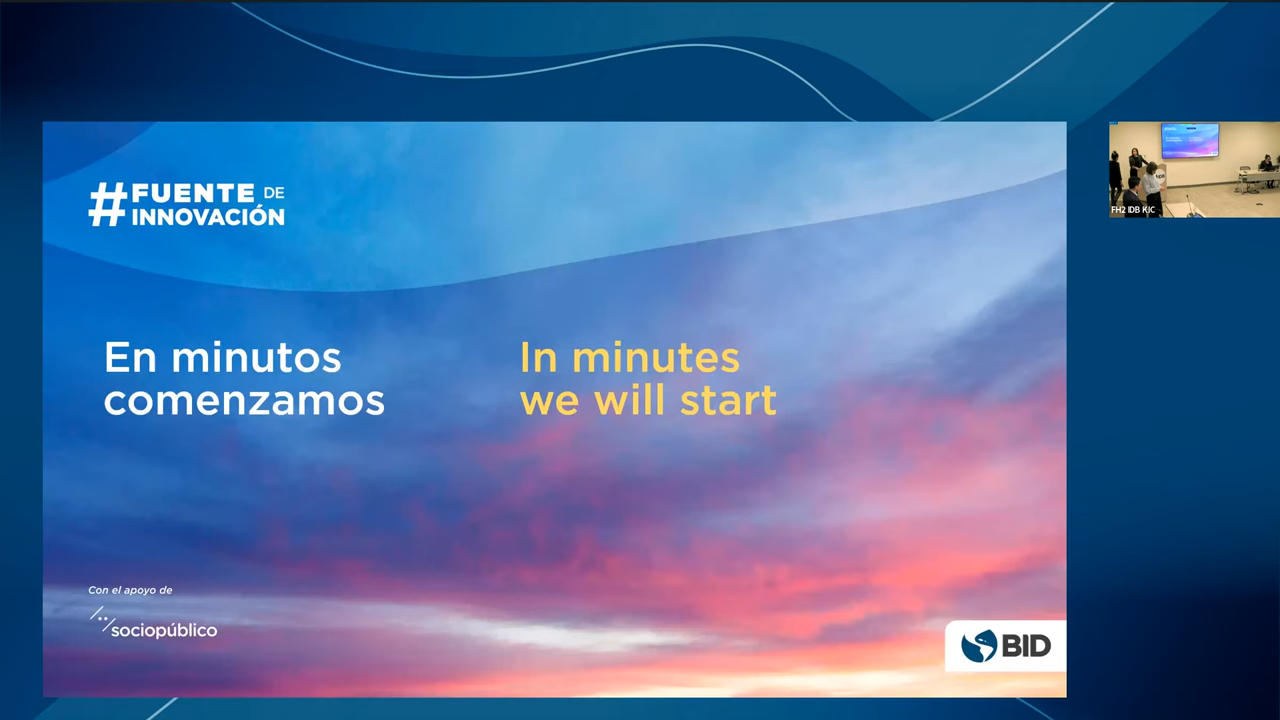 #FUENTE DE
INNOVACIÓN
En minutos
comenzamos
In minutes
we will start
Con el apoyo de
sociopúblico
BID
FH2 IDB KIC